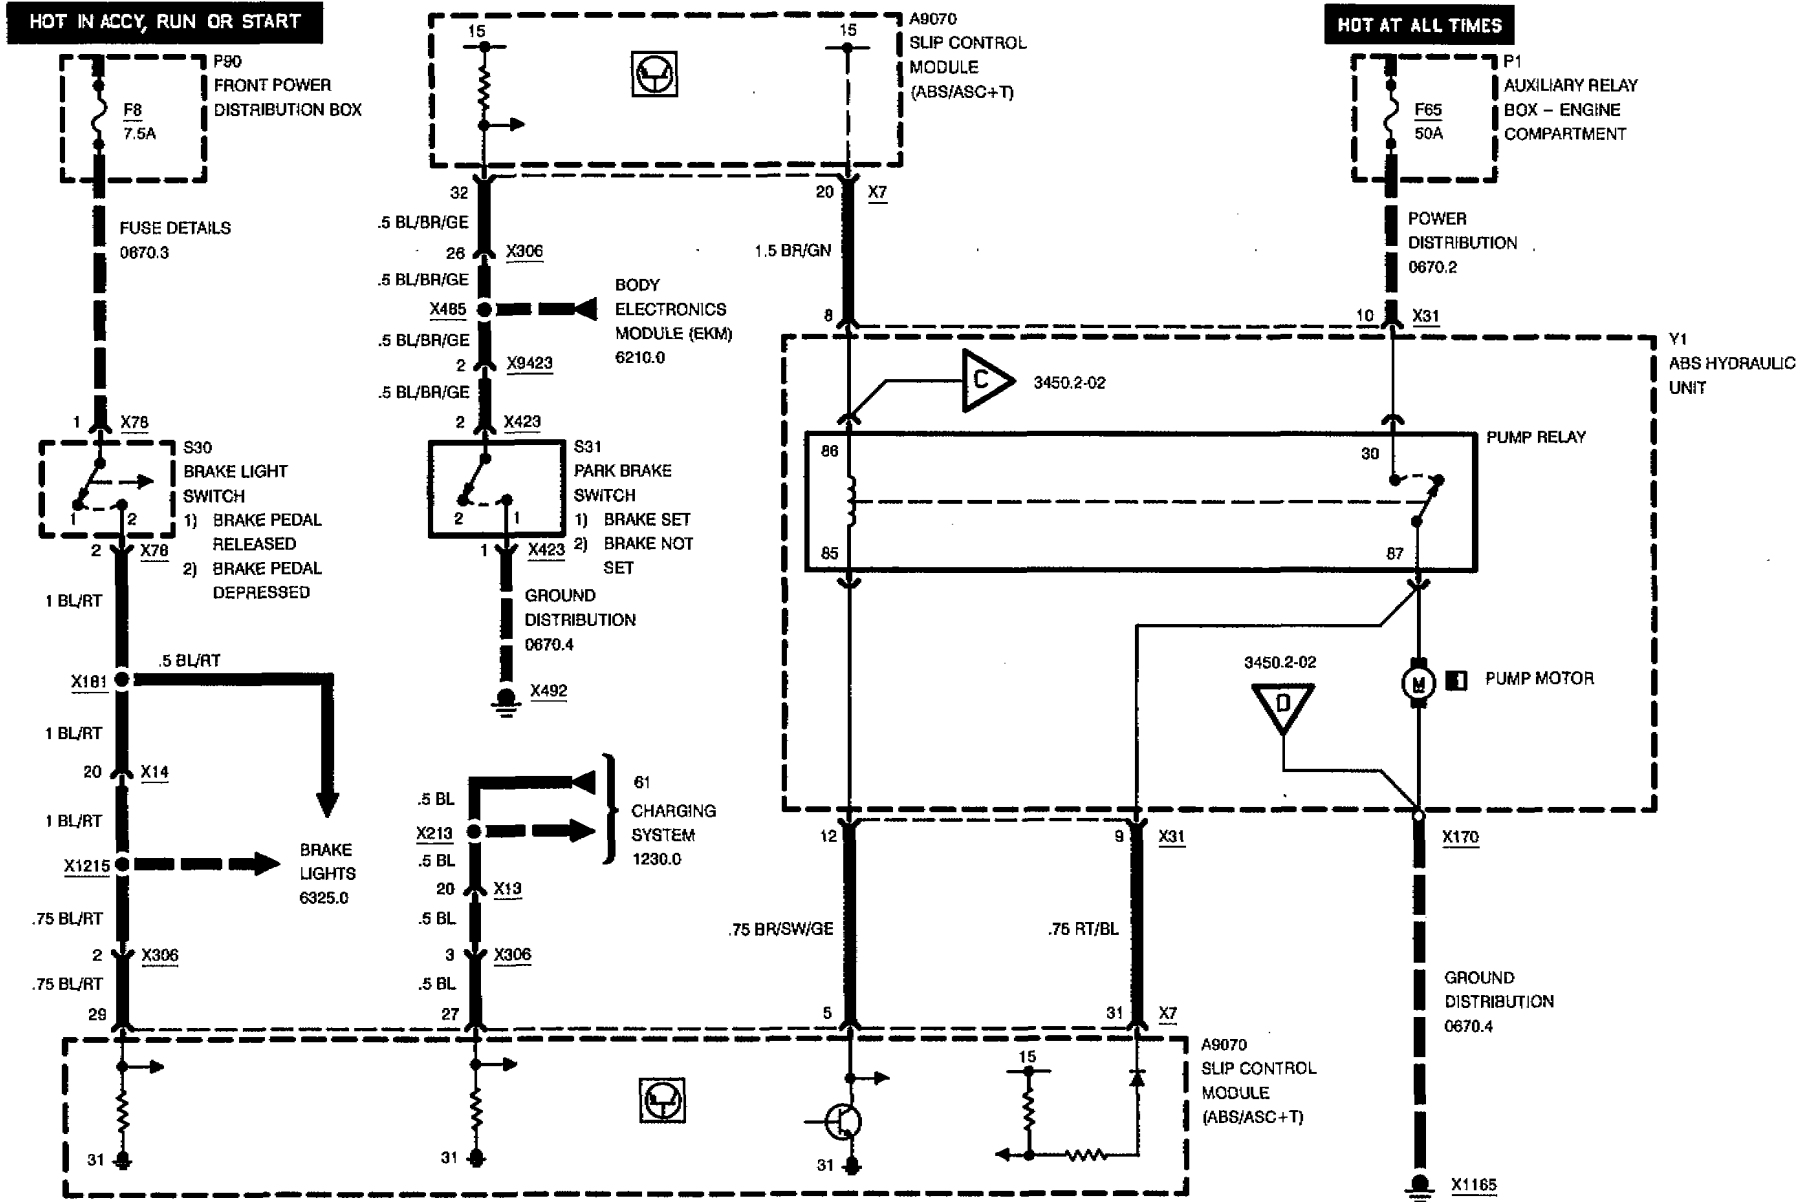 HOT IN ACCY, RUN OR START
P90
FRONT POWER
DISTRIBUTION BOX
F8
7.5A
FUSE DETAILS
0670.3
1 X78
S30
BRAKE LIGHT
SWITCH
1) BRAKE PEDAL
RELEASED
2) BRAKE PEDAL
DEPRESSED
1 2
2 X78
1 BL/RT
.5 BL/RT
X181
1 BL/RT
20 X14
1 BL/RT
X1215
BRAKE
LIGHTS
6325.0
.75 BL/RT
2 X306
.75 BL/RT
29
A9070
SLIP CONTROL
MODULE
(ABS/ASC+T)
15
15
32
20 X7
.5 BL/BR/GE
26 X306
.5 BL/BR/GE
X485
BODY
ELECTRONICS
MODULE (EKM)
6210.0
.5 BL/BR/GE
2 X9423
.5 BL/BR/GE
2 X423
S31
PARK BRAKE
SWITCH
1) BRAKE SET
2) BRAKE NOT
SET
2 1
1 X423
GROUND
DISTRIBUTION
0670.4
X492
61
CHARGING
SYSTEM
1230.0
.5 BL
X213
.5 BL
20 X13
.5 BL
3 X306
.5 BL
27
1.5 BR/GN
8
HOT AT ALL TIMES
P1
AUXILIARY RELAY
BOX – ENGINE
COMPARTMENT
F65
50A
POWER
DISTRIBUTION
0670.2
10 X31
Y1
ABS HYDRAULIC
UNIT
C 3450.2-02
PUMP RELAY
86
30
85
87
3450.2-02
D
M
PUMP MOTOR
12
9 X31
X170
.75 BR/SW/GE
.75 RT/BL
5
31 X7
GROUND
DISTRIBUTION
0670.4
X1165
A9070
SLIP CONTROL
MODULE
(ABS/ASC+T)
15
31
31
31